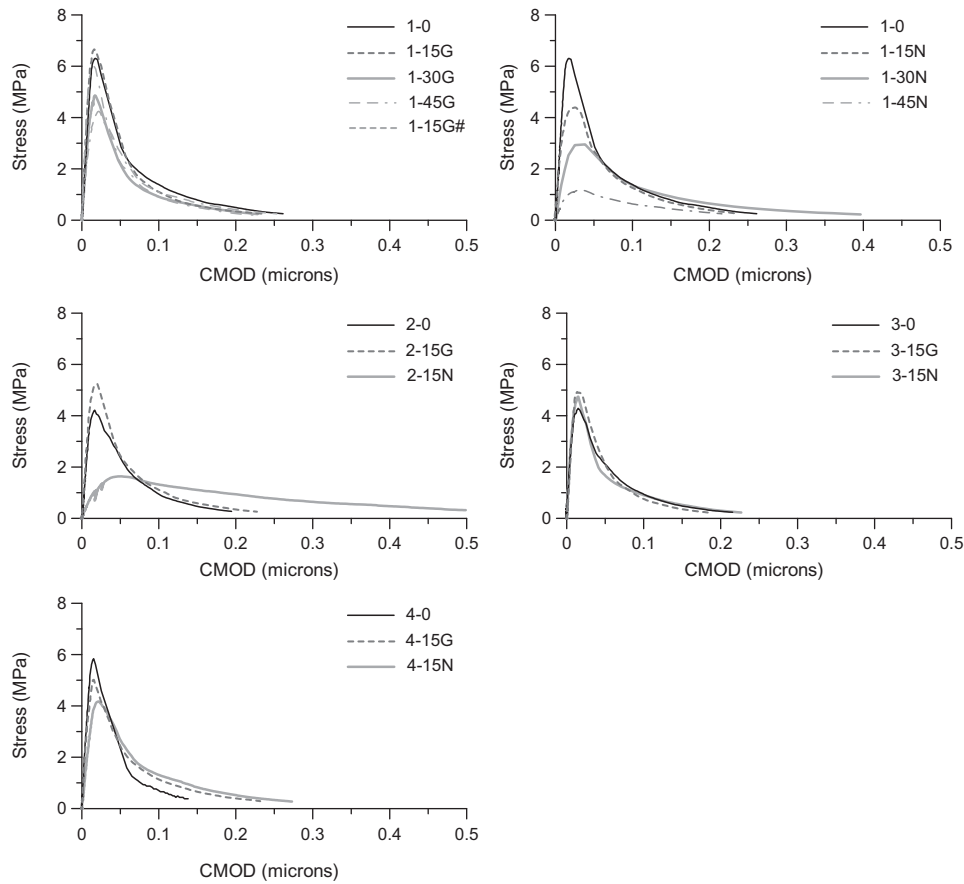 8
6
4
2
0
Stress (MPa)
1-0
1-15G
1-30G
1-45G
1-15G#
0 0.1 0.2 0.3 0.4 0.5
CMOD (microns)
8
6
4
2
0
Stress (MPa)
1-0
1-15N
1-30N
1-45N
0 0.1 0.2 0.3 0.4 0.5
CMOD (microns)
8
6
4
2
0
Stress (MPa)
2-0
2-15G
2-15N
0 0.1 0.2 0.3 0.4 0.5
CMOD (microns)
8
6
4
2
0
Stress (MPa)
3-0
3-15G
3-15N
0 0.1 0.2 0.3 0.4 0.5
CMOD (microns)
8
6
4
2
0
Stress (MPa)
4-0
4-15G
4-15N
0 0.1 0.2 0.3 0.4 0.5
CMOD (microns)